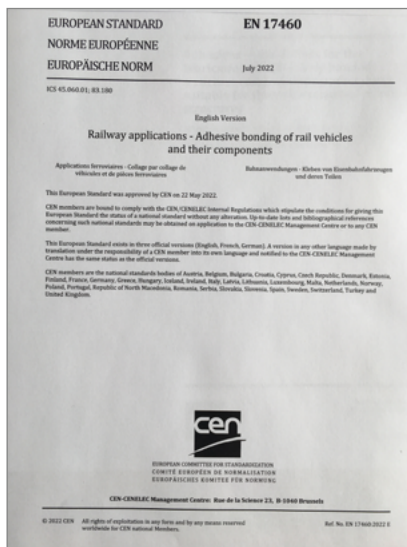 EUROPEAN STANDARD
EN 17460
NORME EUROPÉENNE
EUROPÄISCHE NORM
July 2022
ICS 45.060.01; 83.180
English Version
Railway applications - Adhesive bonding of rail vehicles
and their components
Applications ferroviaires - Collage par collage de
véhicules et de pièces ferroviaires
Bahnanwendungen - Kleben von Eisenbahnfahrzeugen
und deren Teilen
This European Standard was approved by CEN on 22 May 2022.
CEN members are bound to comply with the CEN/CENELEC Internal Regulations which stipulate the conditions for giving this
European Standard the status of a national standard without any alteration. Up-to-date lists and bibliographical references
concerning such national standards may be obtained on application to the CEN-CENELEC Management Centre or to any CEN
member.
This European Standard exists in three official versions (English, French, German). A version in any other language made by
translation under the responsibility of a CEN member into its own language and notified to the CEN-CENELEC Management
Centre has the same status as the official versions.
CEN members are the national standards bodies of Austria, Belgium, Bulgaria, Croatia, Cyprus, Czech Republic, Denmark, Estonia,
Finland, France, Germany, Greece, Hungary, Iceland, Ireland, Italy, Latvia, Lithuania, Luxembourg, Malta, Netherlands, Norway,
Poland, Portugal, Republic of North Macedonia, Romania, Serbia, Slovakia, Slovenia, Spain, Sweden, Switzerland, Turkey and
United Kingdom.
cen
EUROPEAN COMMITTEE FOR STANDARDIZATION
COMITÉ EUROPÉEN DE NORMALISATION
EUROPÄISCHES KOMITEE FÜR NORMUNG
CEN-CENELEC Management Centre: Rue de la Science 23, B-1040 Brussels
© 2022 CEN All rights of exploitation in any form and by any means reserved
worldwide for CEN national Members.
Ref. No. EN 17460:2022 E